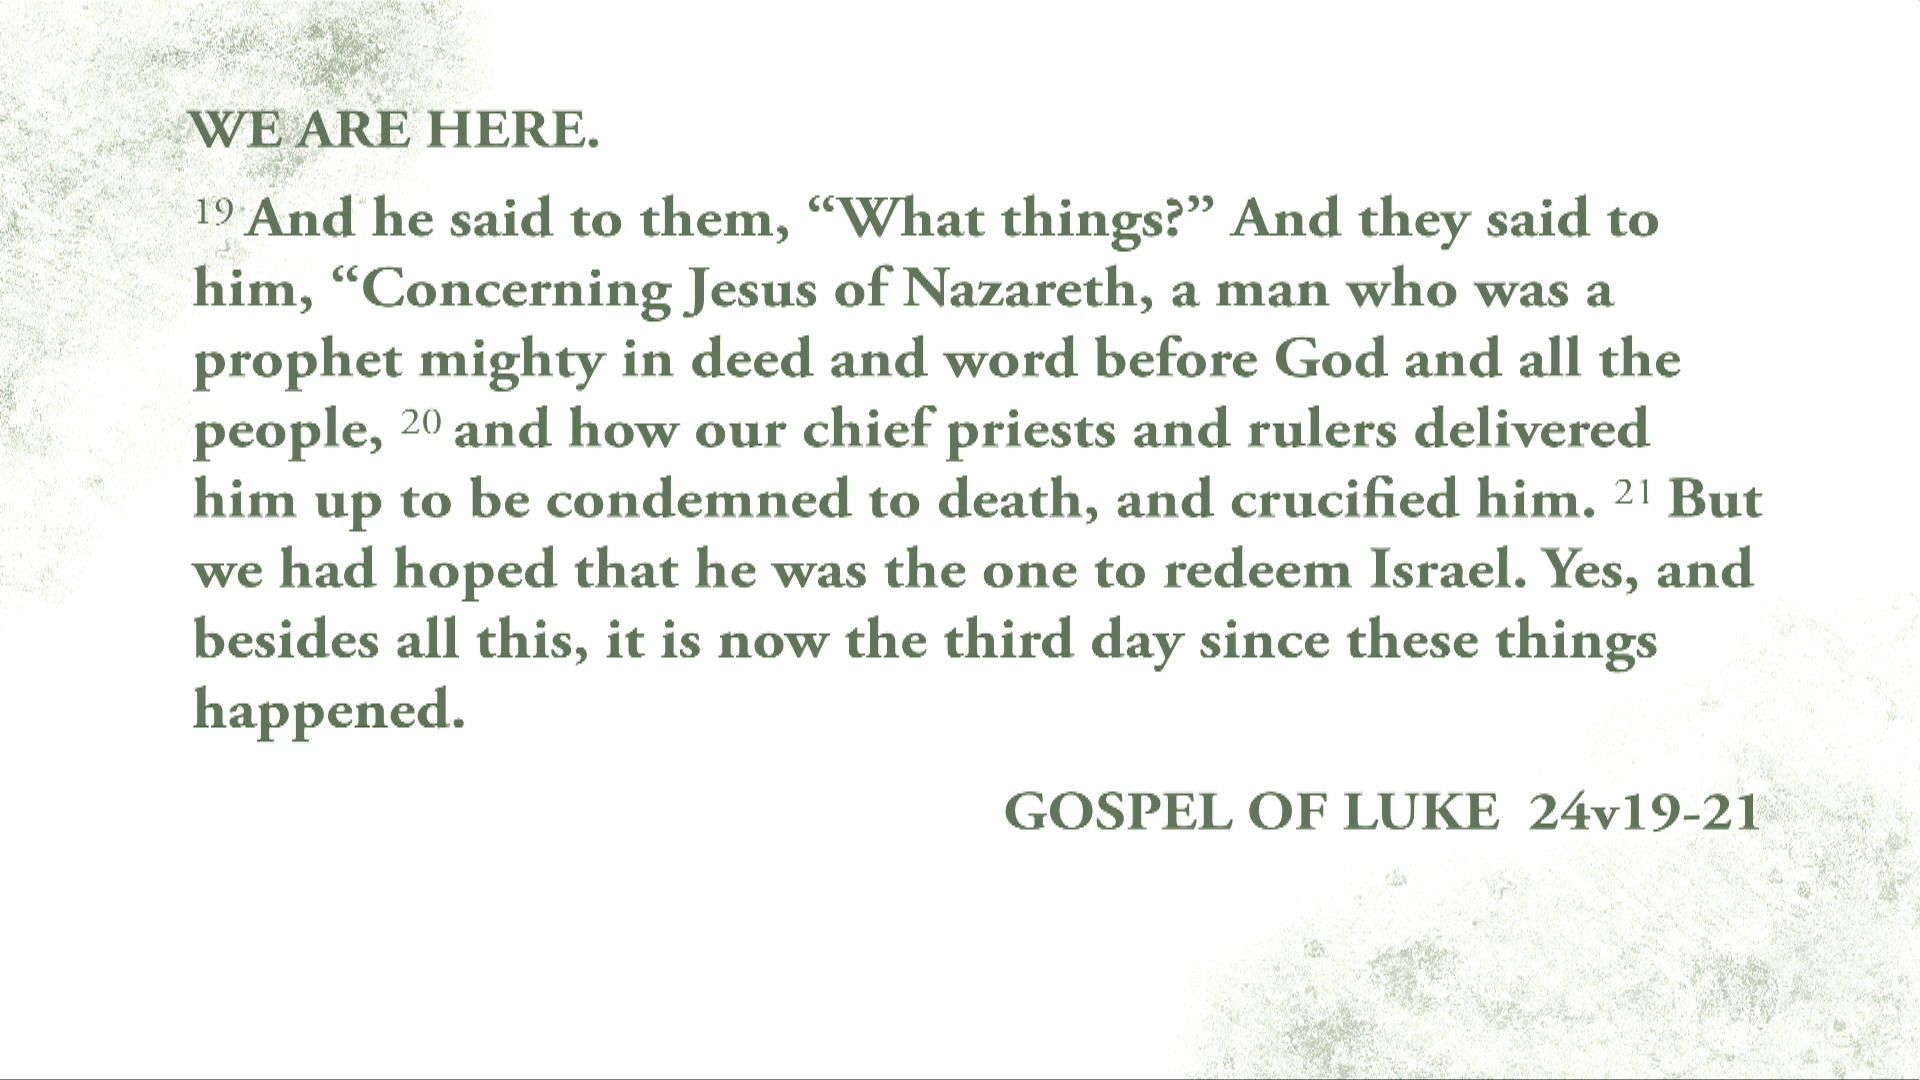 WE ARE HERE.
19 And he said to them, “What things?” And they said to
him, “Concerning Jesus of Nazareth, a man who was a
prophet mighty in deed and word before God and all the
people, 20 and how our chief priests and rulers delivered
him up to be condemned to death, and crucified him. 21 But
we had hoped that he was the one to redeem Israel. Yes, and
besides all this, it is now the third day since these things
happened.
GOSPEL OF LUKE 24v19-21